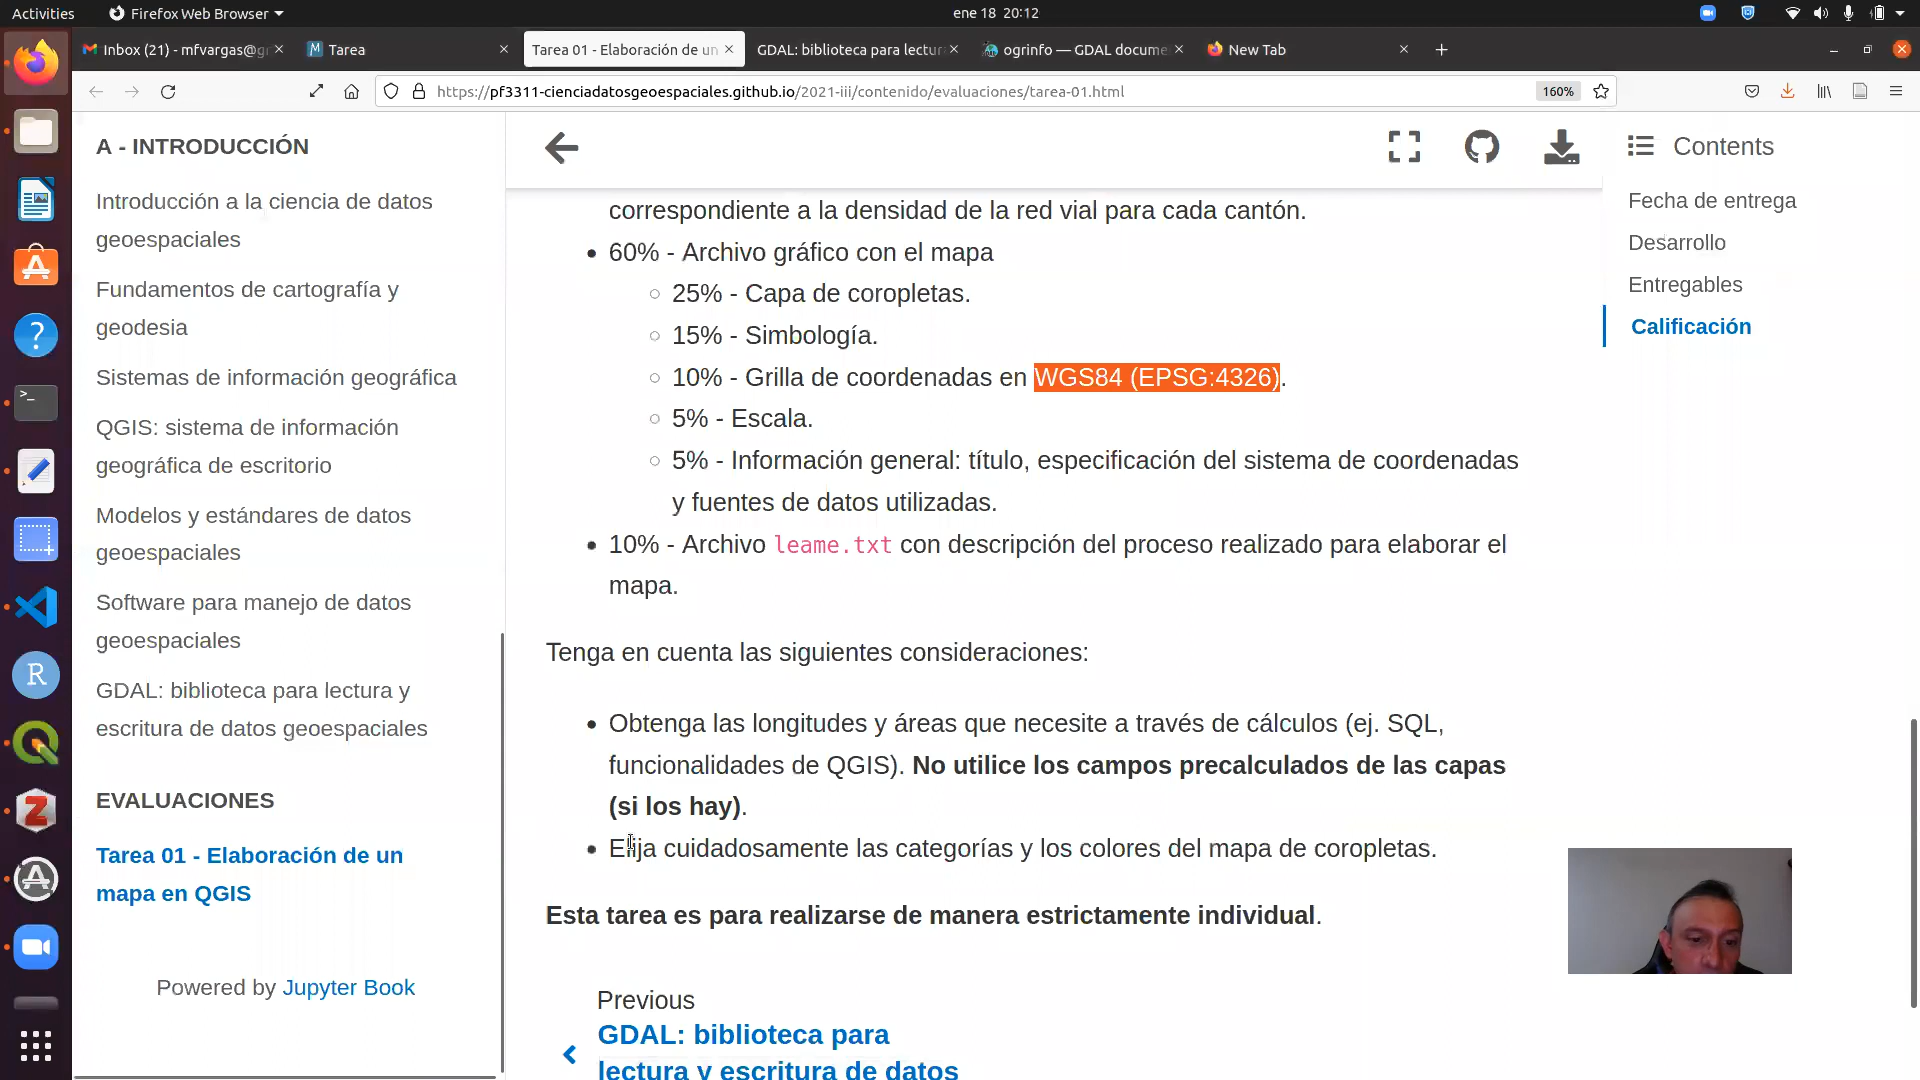 Activities
Firefox Web Browser
ene 18 20:12
Inbox (21) - mfvargas@g
Tarea
Tarea 01 - Elaboración de un
GDAL: biblioteca para lectur
ogrinfo — GDAL docume
New Tab
https://pf3311-cienciadatosgeoespaciales.github.io/2021-iii/contenido/evaluaciones/tarea-01.html
160%
A - INTRODUCCIÓN
Introducción a la ciencia de datos
geoespaciales
Fundamentos de cartografía y
geodesia
Sistemas de información geográfica
QGIS: sistema de información
geográfica de escritorio
Modelos y estándares de datos
geoespaciales
Software para manejo de datos
geoespaciales
GDAL: biblioteca para lectura y
escritura de datos geoespaciales
EVALUACIONES
Tarea 01 - Elaboración de un
mapa en QGIS
Powered by Jupyter Book
correspondiente a la densidad de la red vial para cada cantón.
60% - Archivo gráfico con el mapa
25% - Capa de coropletas.
15% - Simbología.
10% - Grilla de coordenadas en WGS84 (EPSG:4326).
5% - Escala.
5% - Información general: título, especificación del sistema de coordenadas
y fuentes de datos utilizadas.
10% - Archivo leame.txt con descripción del proceso realizado para elaborar el
mapa.
Tenga en cuenta las siguientes consideraciones:
Obtenga las longitudes y áreas que necesite a través de cálculos (ej. SQL,
funcionalidades de QGIS). No utilice los campos precalculados de las capas
(si los hay).
Elija cuidadosamente las categorías y los colores del mapa de coropletas.
Esta tarea es para realizarse de manera estrictamente individual.
Previous
GDAL: biblioteca para
lectura y escritura de datos
Contents
Fecha de entrega
Desarrollo
Entregables
Calificación